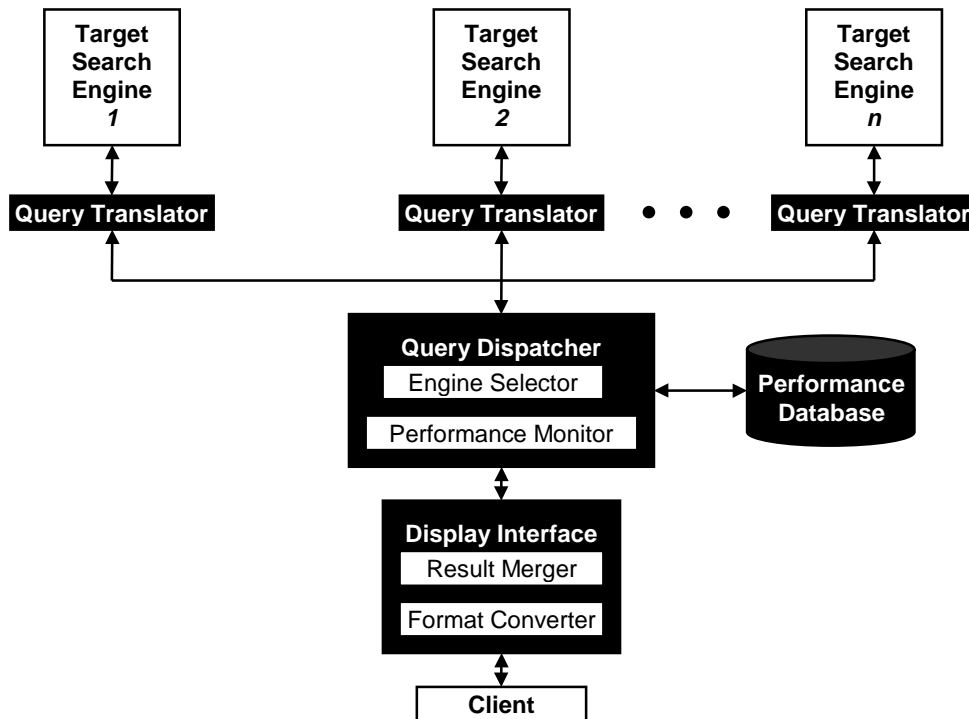 Target
Search
Engine
1
Target
Search
Engine
2
Target
Search
Engine
n
Query Translator
Query Translator
• • •
Query Translator
Query Dispatcher
Engine Selector
Performance Monitor
Performance
Database
Display Interface
Result Merger
Format Converter
Client